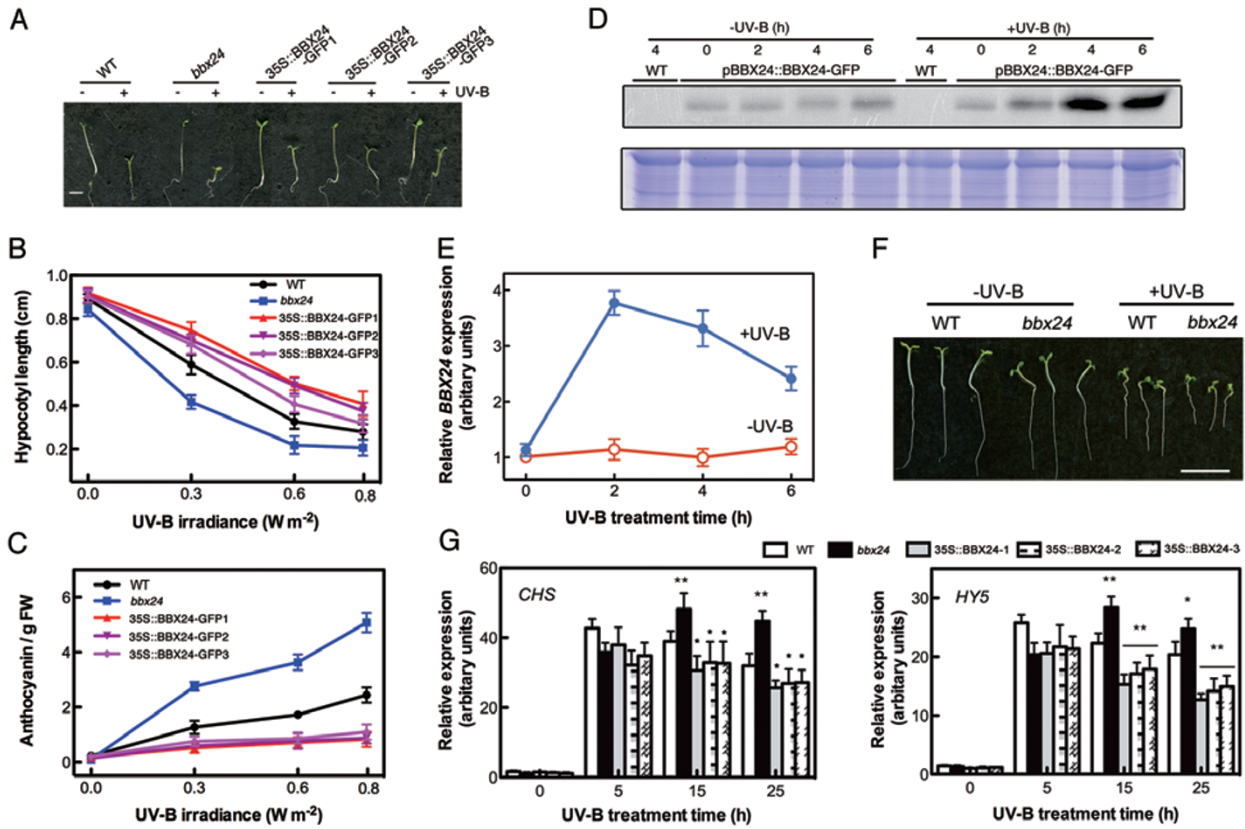 A
WT
bbx24
35S::BBX24
-GFP1
35S::BBX24
-GFP2
35S::BBX24
-GFP3
- + - + - + - + - + UV-B
B
Hypocotyl length (cm)
1.0
0.8
0.6
0.4
0.2
WT
bbx24
35S::BBX24-GFP1
35S::BBX24-GFP2
35S::BBX24-GFP3
0.0 0.3 0.6 0.8
UV-B irradiance (W m-2)
C
Anthocyanin / g FW
6
4
2
0
WT
bbx24
35S::BBX24-GFP1
35S::BBX24-GFP2
35S::BBX24-GFP3
0.0 0.3 0.6 0.8
UV-B irradiance (W m-2)
D
-UV-B (h) +UV-B (h)
4 0 2 4 6 4 0 2 4 6
WT pBBX24::BBX24-GFP WT pBBX24::BBX24-GFP
E
Relative BBX24 expression
(arbitary units)
4
3
2
1
+UV-B
-UV-B
0 2 4 6
UV-B treatment time (h)
F
-UV-B +UV-B
WT bbx24 WT bbx24
G
WT bbx24 35S::BBX24-1 35S::BBX24-2 35S::BBX24-3
Relative expression
(arbitary units)
60
40
20
0
CHS
** * * *
** * * *
0 5 15 25
UV-B treatment time (h)
Relative expression
(arbitary units)
30
20
10
0
HY5
** **
* **
0 5 15 25
UV-B treatment time (h)